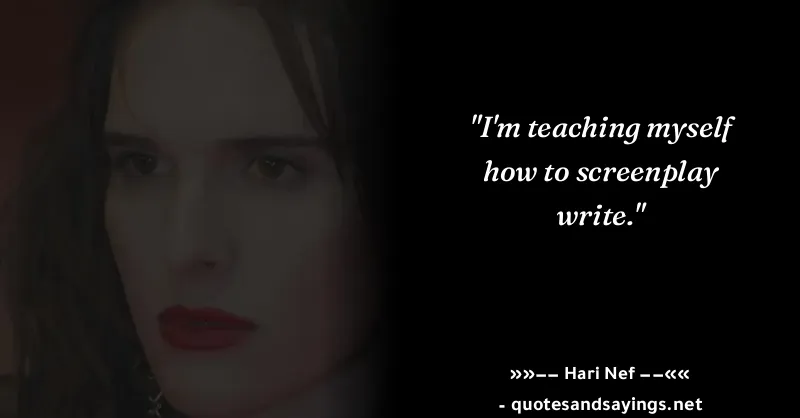 "I'm teaching myself
how to screenplay
write."
»»–– Hari Nef ––««
- quotesandsayings.net